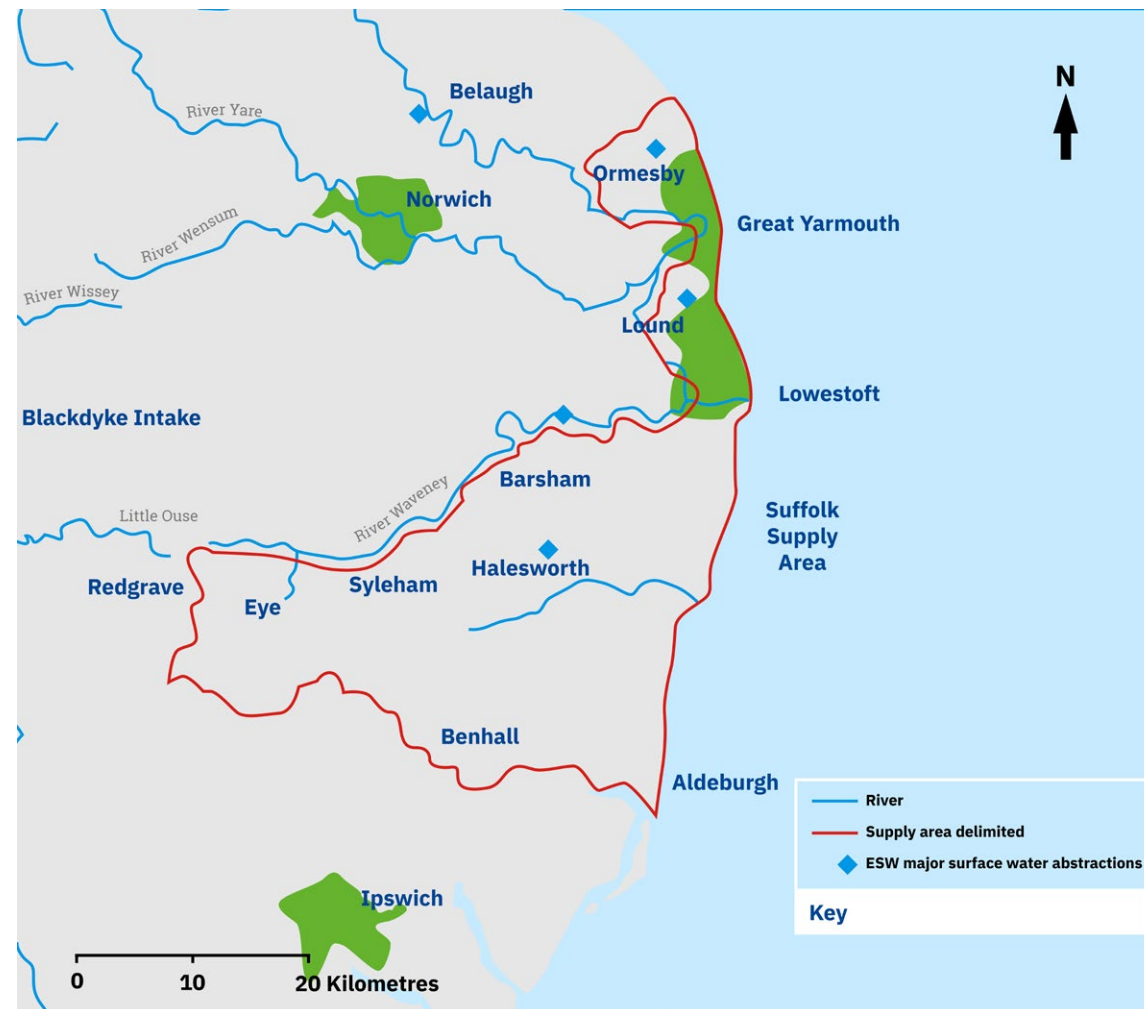 N
Belaugh
River Yare
Ormesby
Norwich
Great Yarmouth
River Wensum
River Wissey
Lound
Lowestoft
Blackdyke Intake
Barsham
River Waveney
Suffolk
Supply
Area
Little Ouse
Halesworth
Redgrave
Syleham
Eye
Benhall
Aldeburgh
River
Supply area delimited
ESW major surface water abstractions
Key
Ipswich
0 10 20 Kilometres